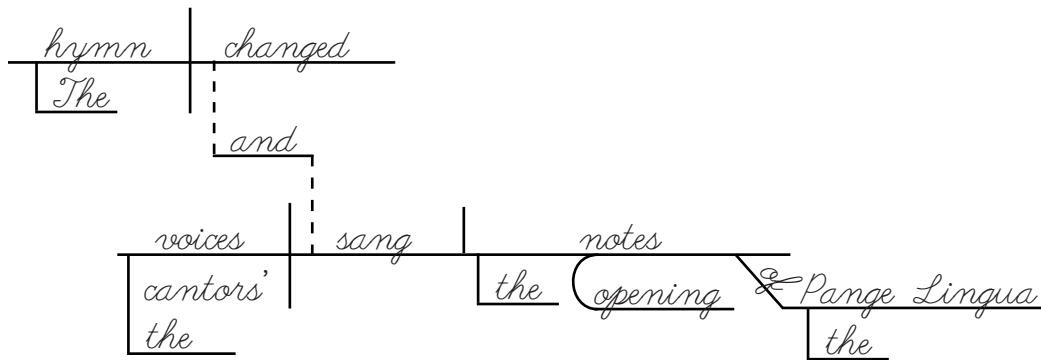 hymn changed
The
and
voices sang notes
cantors' the opening of Pange Lingua
the the